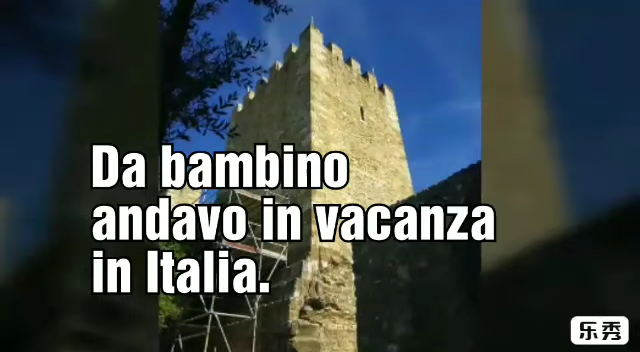 Da bambino
andavo in vacanza
in Italia.
乐秀